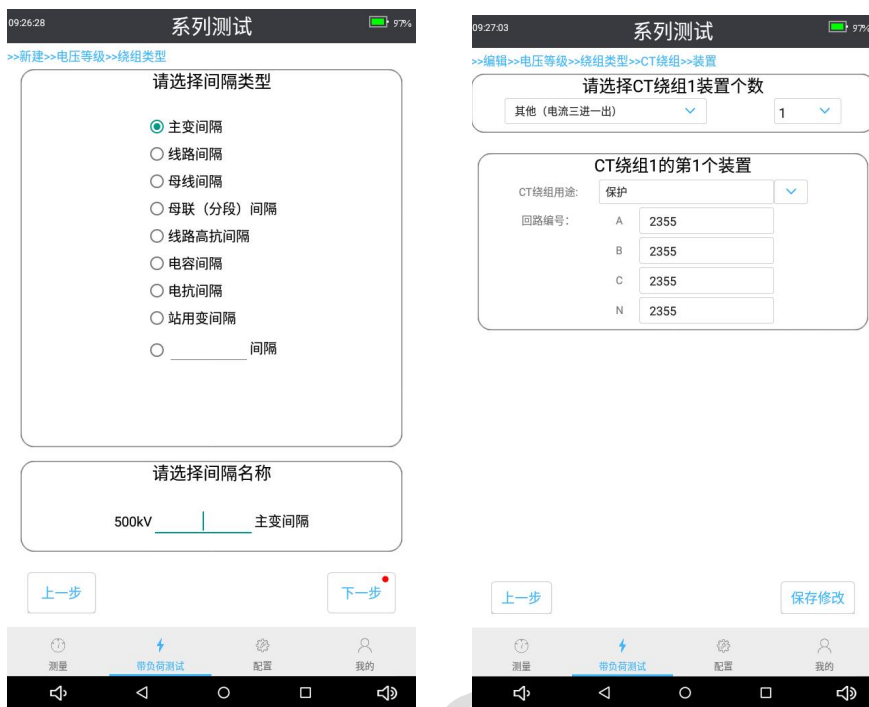 09:26:28
系列测试
97%
>>新建>>电压等级>>绕组类型
请选择间隔类型
主变间隔
线路间隔
母线间隔
母联（分段）间隔
线路高抗间隔
电容间隔
电抗间隔
站用变间隔
间隔
请选择间隔名称
500kV 主变间隔
上一步
下一步
测量
带负荷测试
配置
我的
09:27:03
系列测试
97%
>>编辑>>电压等级>>绕组类型>>CT绕组>>装置
请选择CT绕组1装置个数
其他（电流三进一出） 1
CT绕组1的第1个装置
CT绕组用途: 保护
回路编号: A 2355
B 2355
C 2355
N 2355
上一步
保存修改
测量
带负荷测试
配置
我的